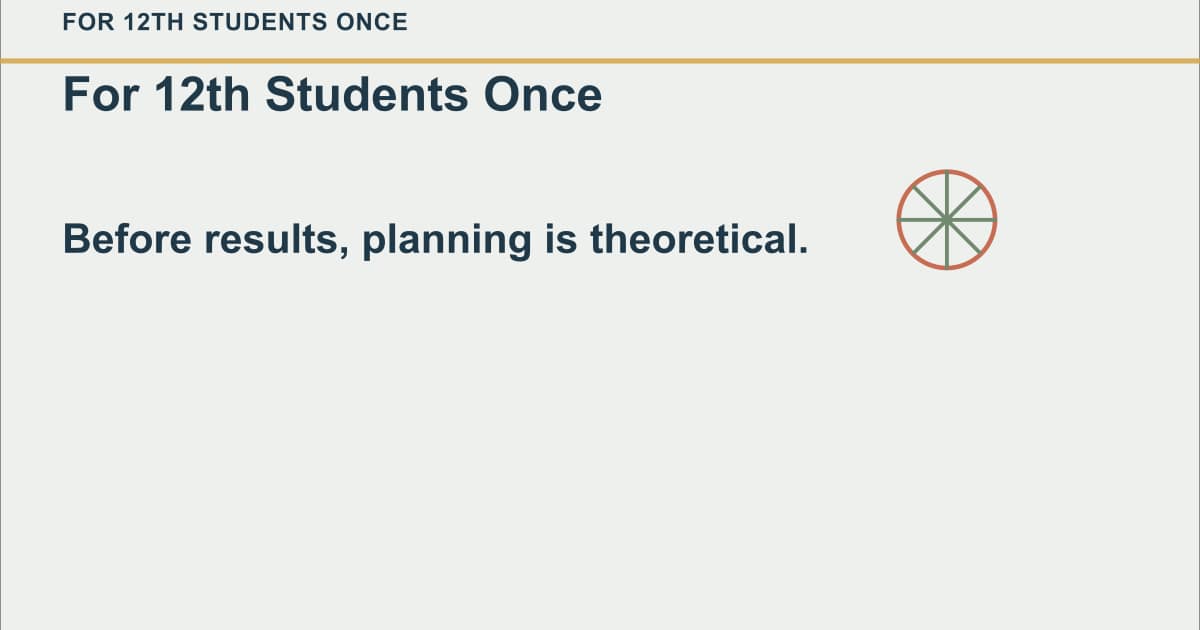 FOR 12TH STUDENTS ONCE
For 12th Students Once
Before results, planning is theoretical.